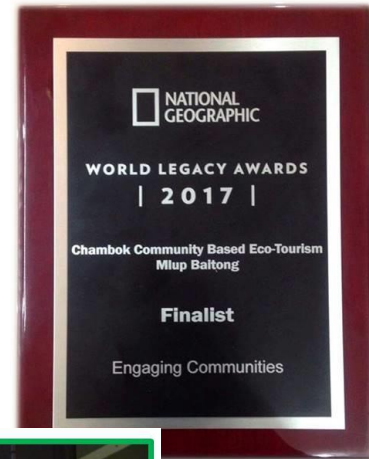 NATIONAL
GEOGRAPHIC
WORLD LEGACY AWARDS
| 2017 |
Chambok Community Based Eco-Tourism
Mlup Baitong
Finalist
Engaging Communities